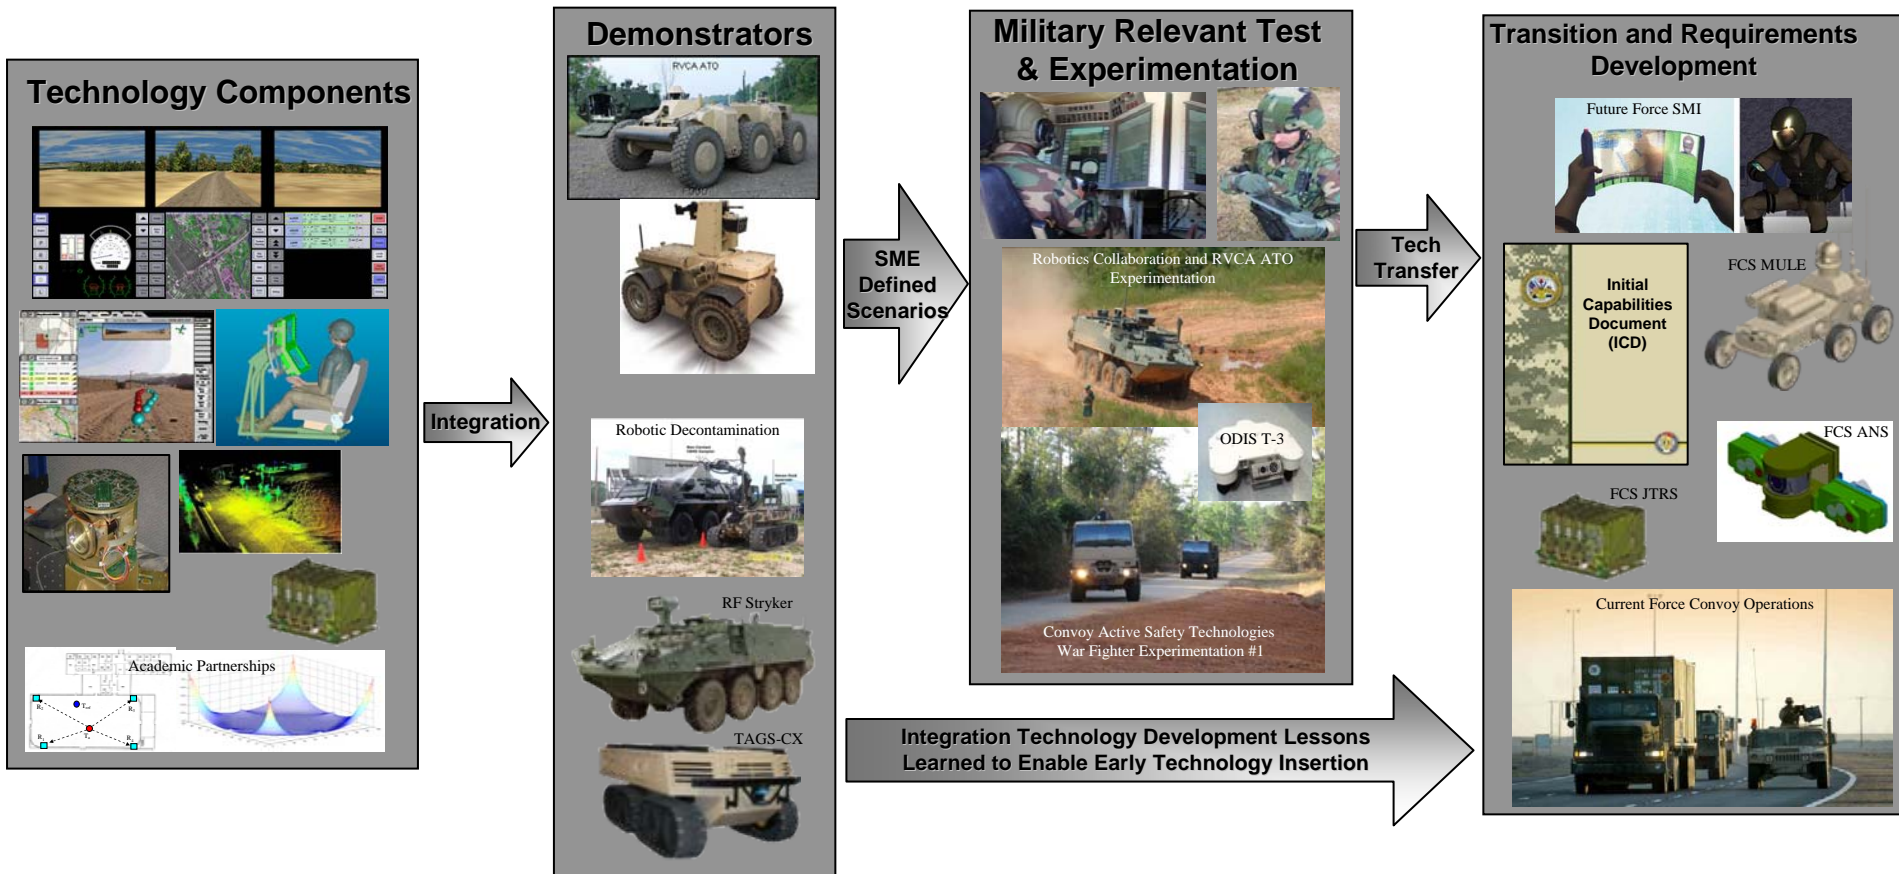 Technology Components
Academic Partnerships
Integration
Demonstrators
RVCA ATO
Robotic Decontamination
RF Stryker
TAGS-CX
SME
Defined
Scenarios
Military Relevant Test
& Experimentation
Robotics Collaboration and RVCA ATO
Experimentation
ODIS T-3
Convoy Active Safety Technologies
War Fighter Experimentation #1
Tech
Transfer
Integration Technology Development Lessons
Learned to Enable Early Technology Insertion
Transition and Requirements
Development
Future Force SMI
FCS MULE
Initial
Capabilities
Document
(ICD)
FCS ANS
FCS JTRS
Current Force Convoy Operations